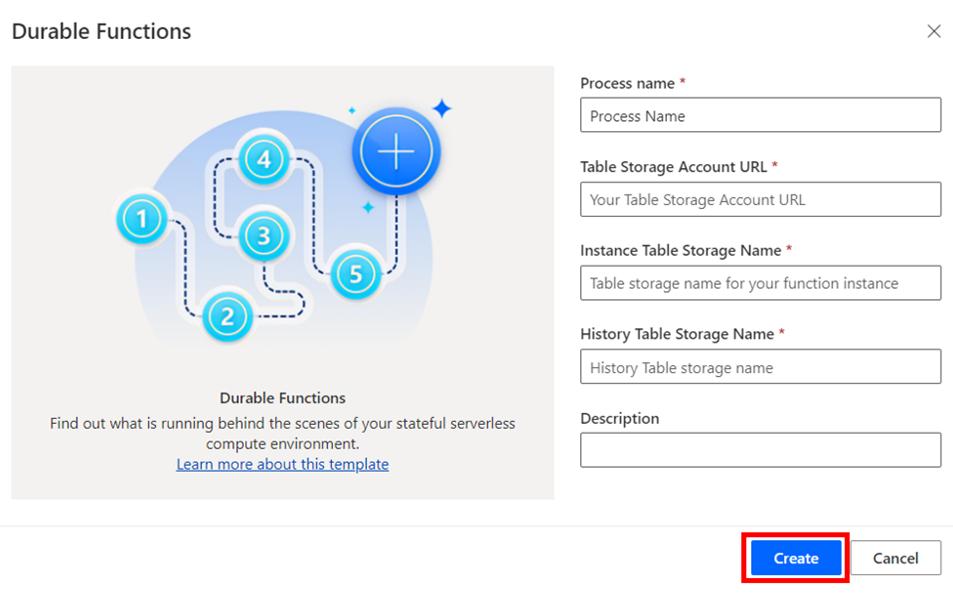 Durable Functions
1
2
3
4
5
Durable Functions
Find out what is running behind the scenes of your stateful serverless
compute environment.
Learn more about this template
Process name *
Process Name
Table Storage Account URL *
Your Table Storage Account URL
Instance Table Storage Name *
Table storage name for your function instance
History Table Storage Name *
History Table storage name
Description
Create
Cancel